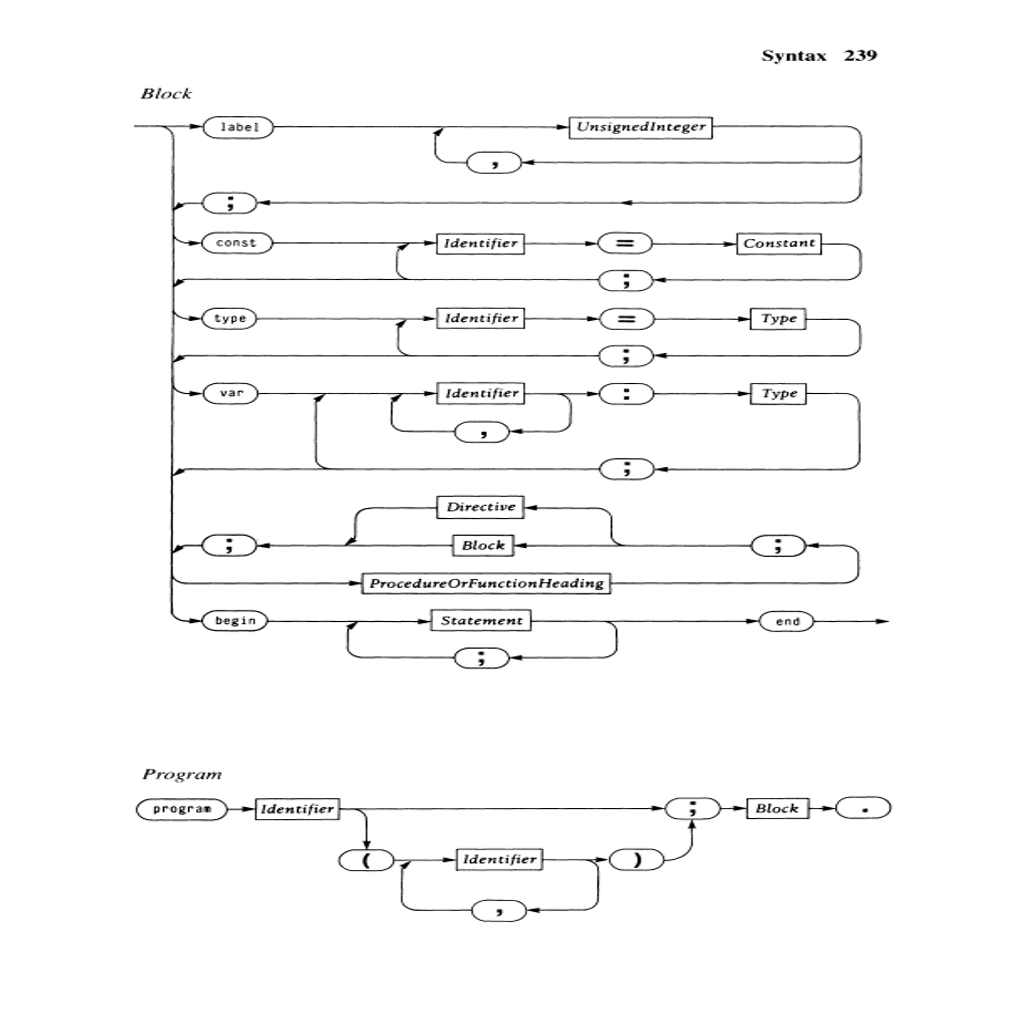 Syntax 239
Block
label UnsignedInteger
,
;
const Identifier = Constant
;
type Identifier = Type
;
var Identifier : Type
,
;
Directive
; Block ;
ProcedureOrFunctionHeading
begin Statement end
;
Program
program Identifier ; Block .
( Identifier )
,